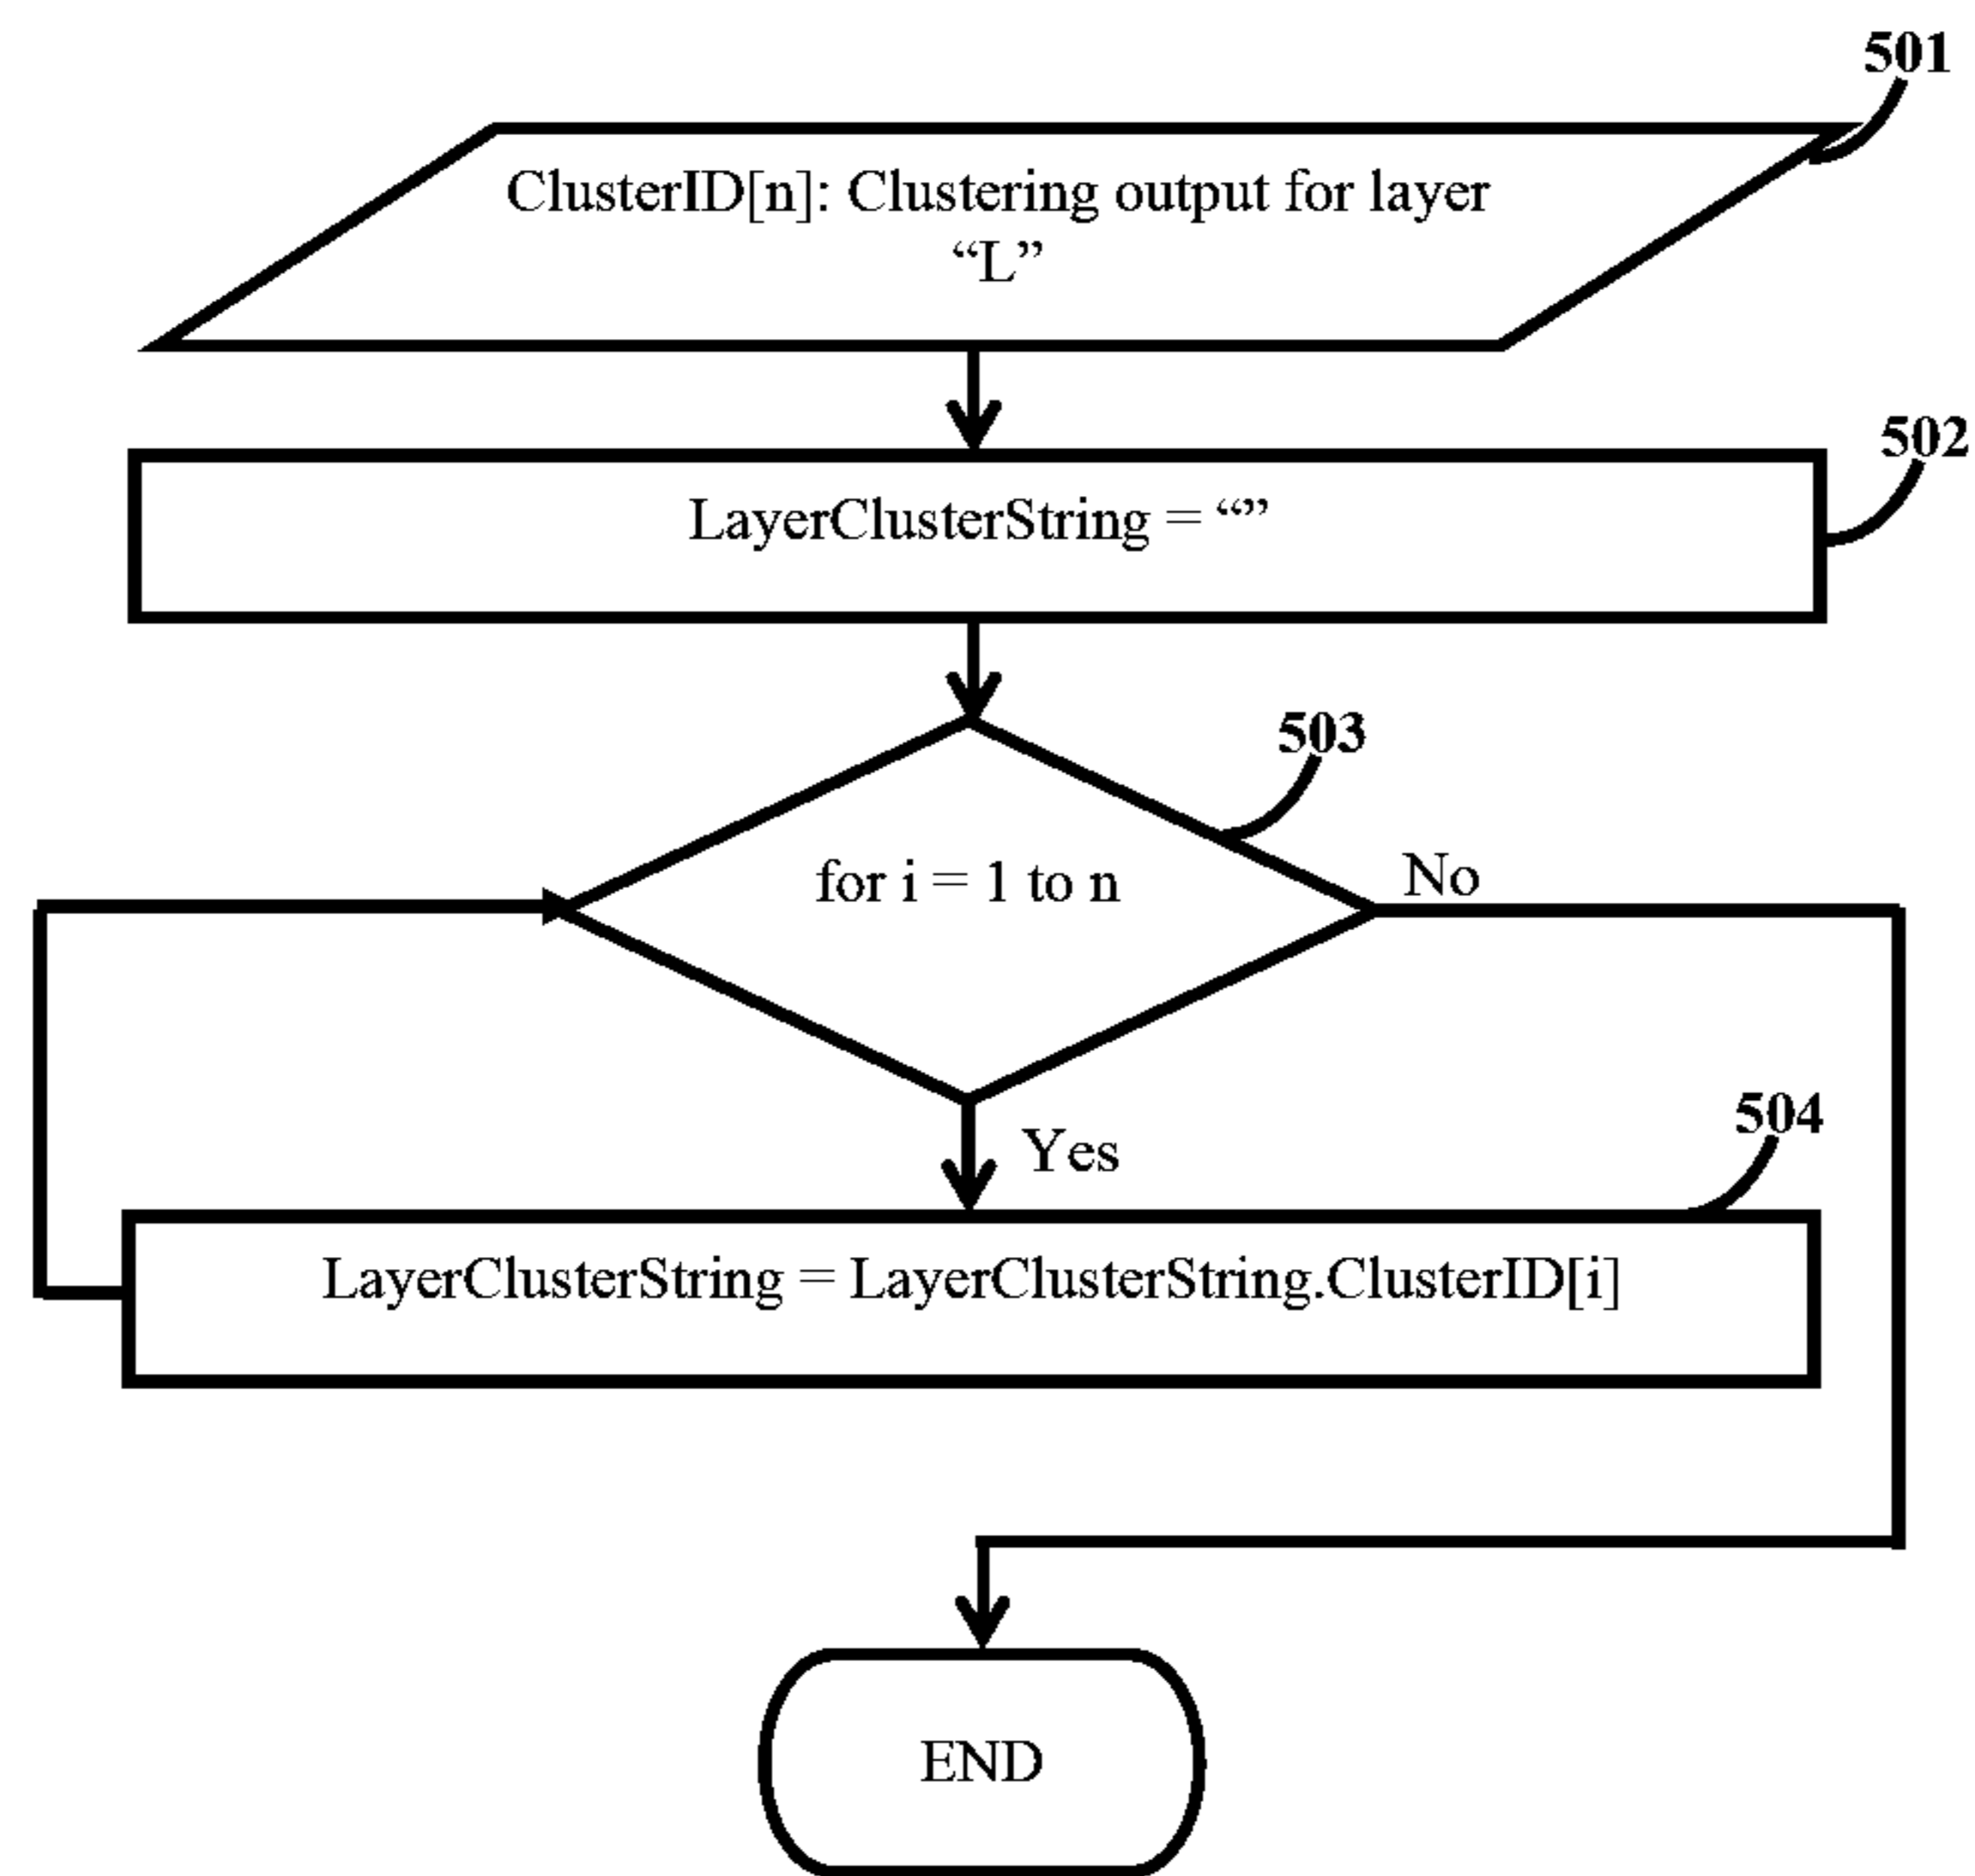 501
ClusterID[n]: Clustering output for layer
“L”
502
LayerClusterString = “”
503
for i = 1 to n
No
Yes
504
LayerClusterString = LayerClusterString.ClusterID[i]
END